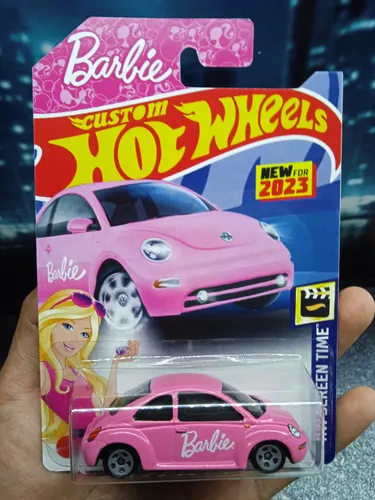 Barbie
CUSTOM
HOT WHEELS
NEW FOR
2023
Barbie
HW SCREEN TIME
Barbie